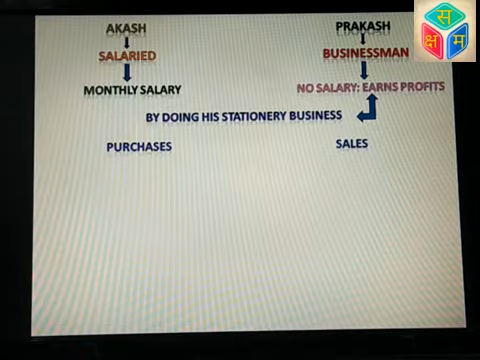 AKASH
PRAKASH
SALARIED
BUSINESSMAN
MONTHLY SALARY
NO SALARY: EARNS PROFITS
BY DOING HIS STATIONERY BUSINESS
PURCHASES
SALES
स
क्ष
म